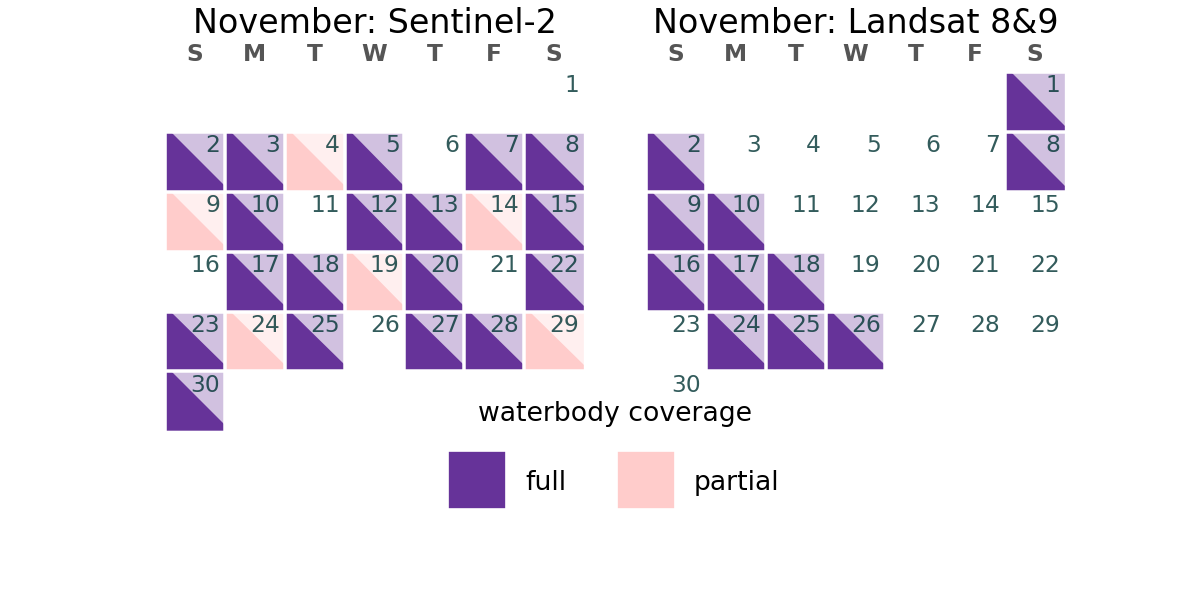 November: Sentinel-2
S M T W T F S
1
2 3 4 5 6 7 8
9 10 11 12 13 14 15
16 17 18 19 20 21 22
23 24 25 26 27 28 29
30
November: Landsat 8&9
S M T W T F S
1
2 3 4 5 6 7 8
9 10 11 12 13 14 15
16 17 18 19 20 21 22
23 24 25 26 27 28 29
30
waterbody coverage
full partial